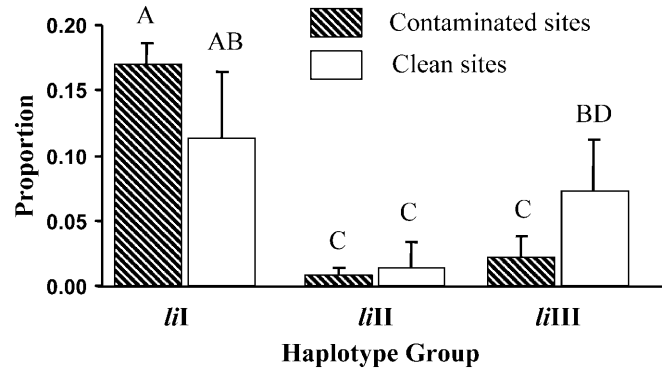 0.20
0.15
0.10
0.05
0.00
Proportion
A
AB
C
C
C
BD
Contaminated sites
Clean sites
liI
liII
liIII
Haplotype Group